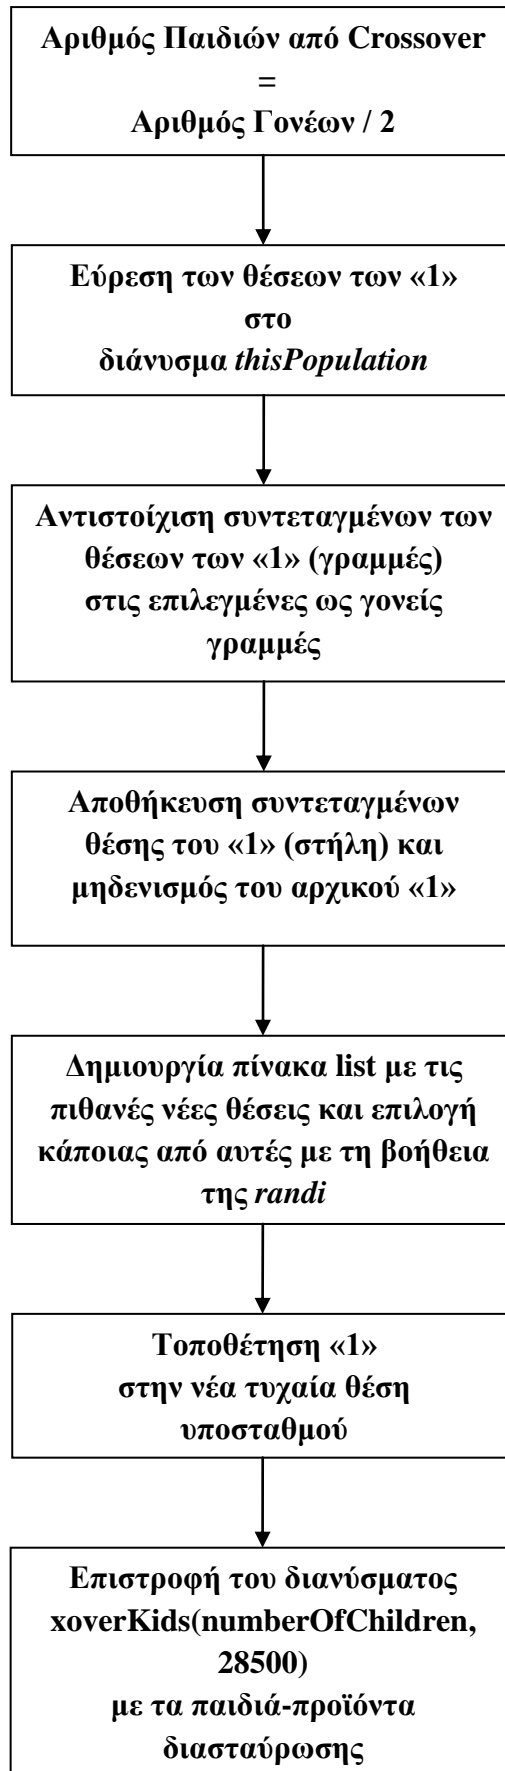 Αριθμός Παιδιών από Crossover
=
Αριθμός Γονέων / 2
Εύρεση των θέσεων των «1»
στο
διάνυσμα thisPopulation
Αντιστοίχιση συντεταγμένων των
θέσεων των «1» (γραμμές)
στις επιλεγμένες ως γονείς
γραμμές
Αποθήκευση συντεταγμένων
θέσης του «1» (στήλη) και
μηδενισμός του αρχικού «1»
Δημιουργία πίνακα list με τις
πιθανές νέες θέσεις και επιλογή
κάποιας από αυτές με τη βοήθεια
της randi
Τοποθέτηση «1»
στην νέα τυχαία θέση
υποσταθμού
Επιστροφή του διανύσματος
xoverKids(numberOfChildren,
28500)
με τα παιδιά-προϊόντα
διασταύρωσης